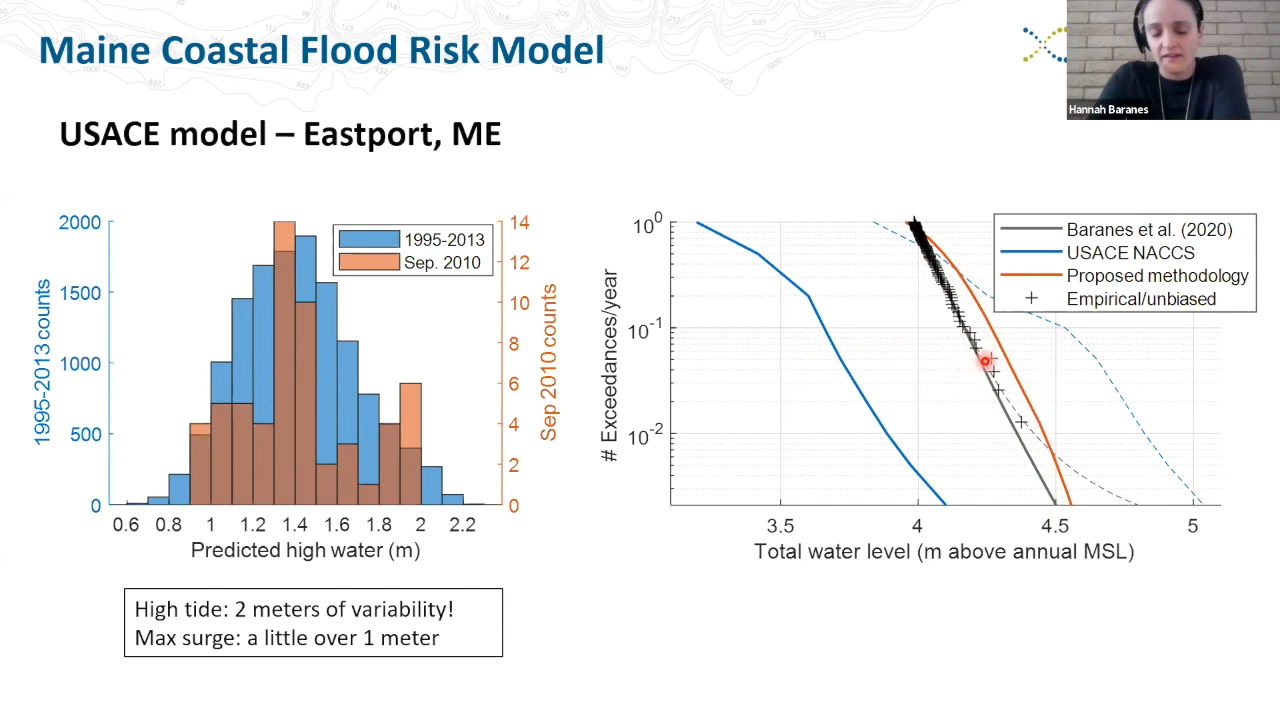 Maine Coastal Flood Risk Model
Hannah Baranes
USACE model – Eastport, ME
1995-2013 counts
2000
1500
1000
500
0
1995-2013
Sep. 2010
14
12
10
8
6
4
2
0
Sep 2010 counts
0.6 0.8 1 1.2 1.4 1.6 1.8 2 2.2
Predicted high water (m)
High tide: 2 meters of variability!
Max surge: a little over 1 meter
# Exceedances/year
10^0
10^-1
10^-2
Baranes et al. (2020)
USACE NACCS
Proposed methodology
Empirical/unbiased
3.5 4 4.5 5
Total water level (m above annual MSL)